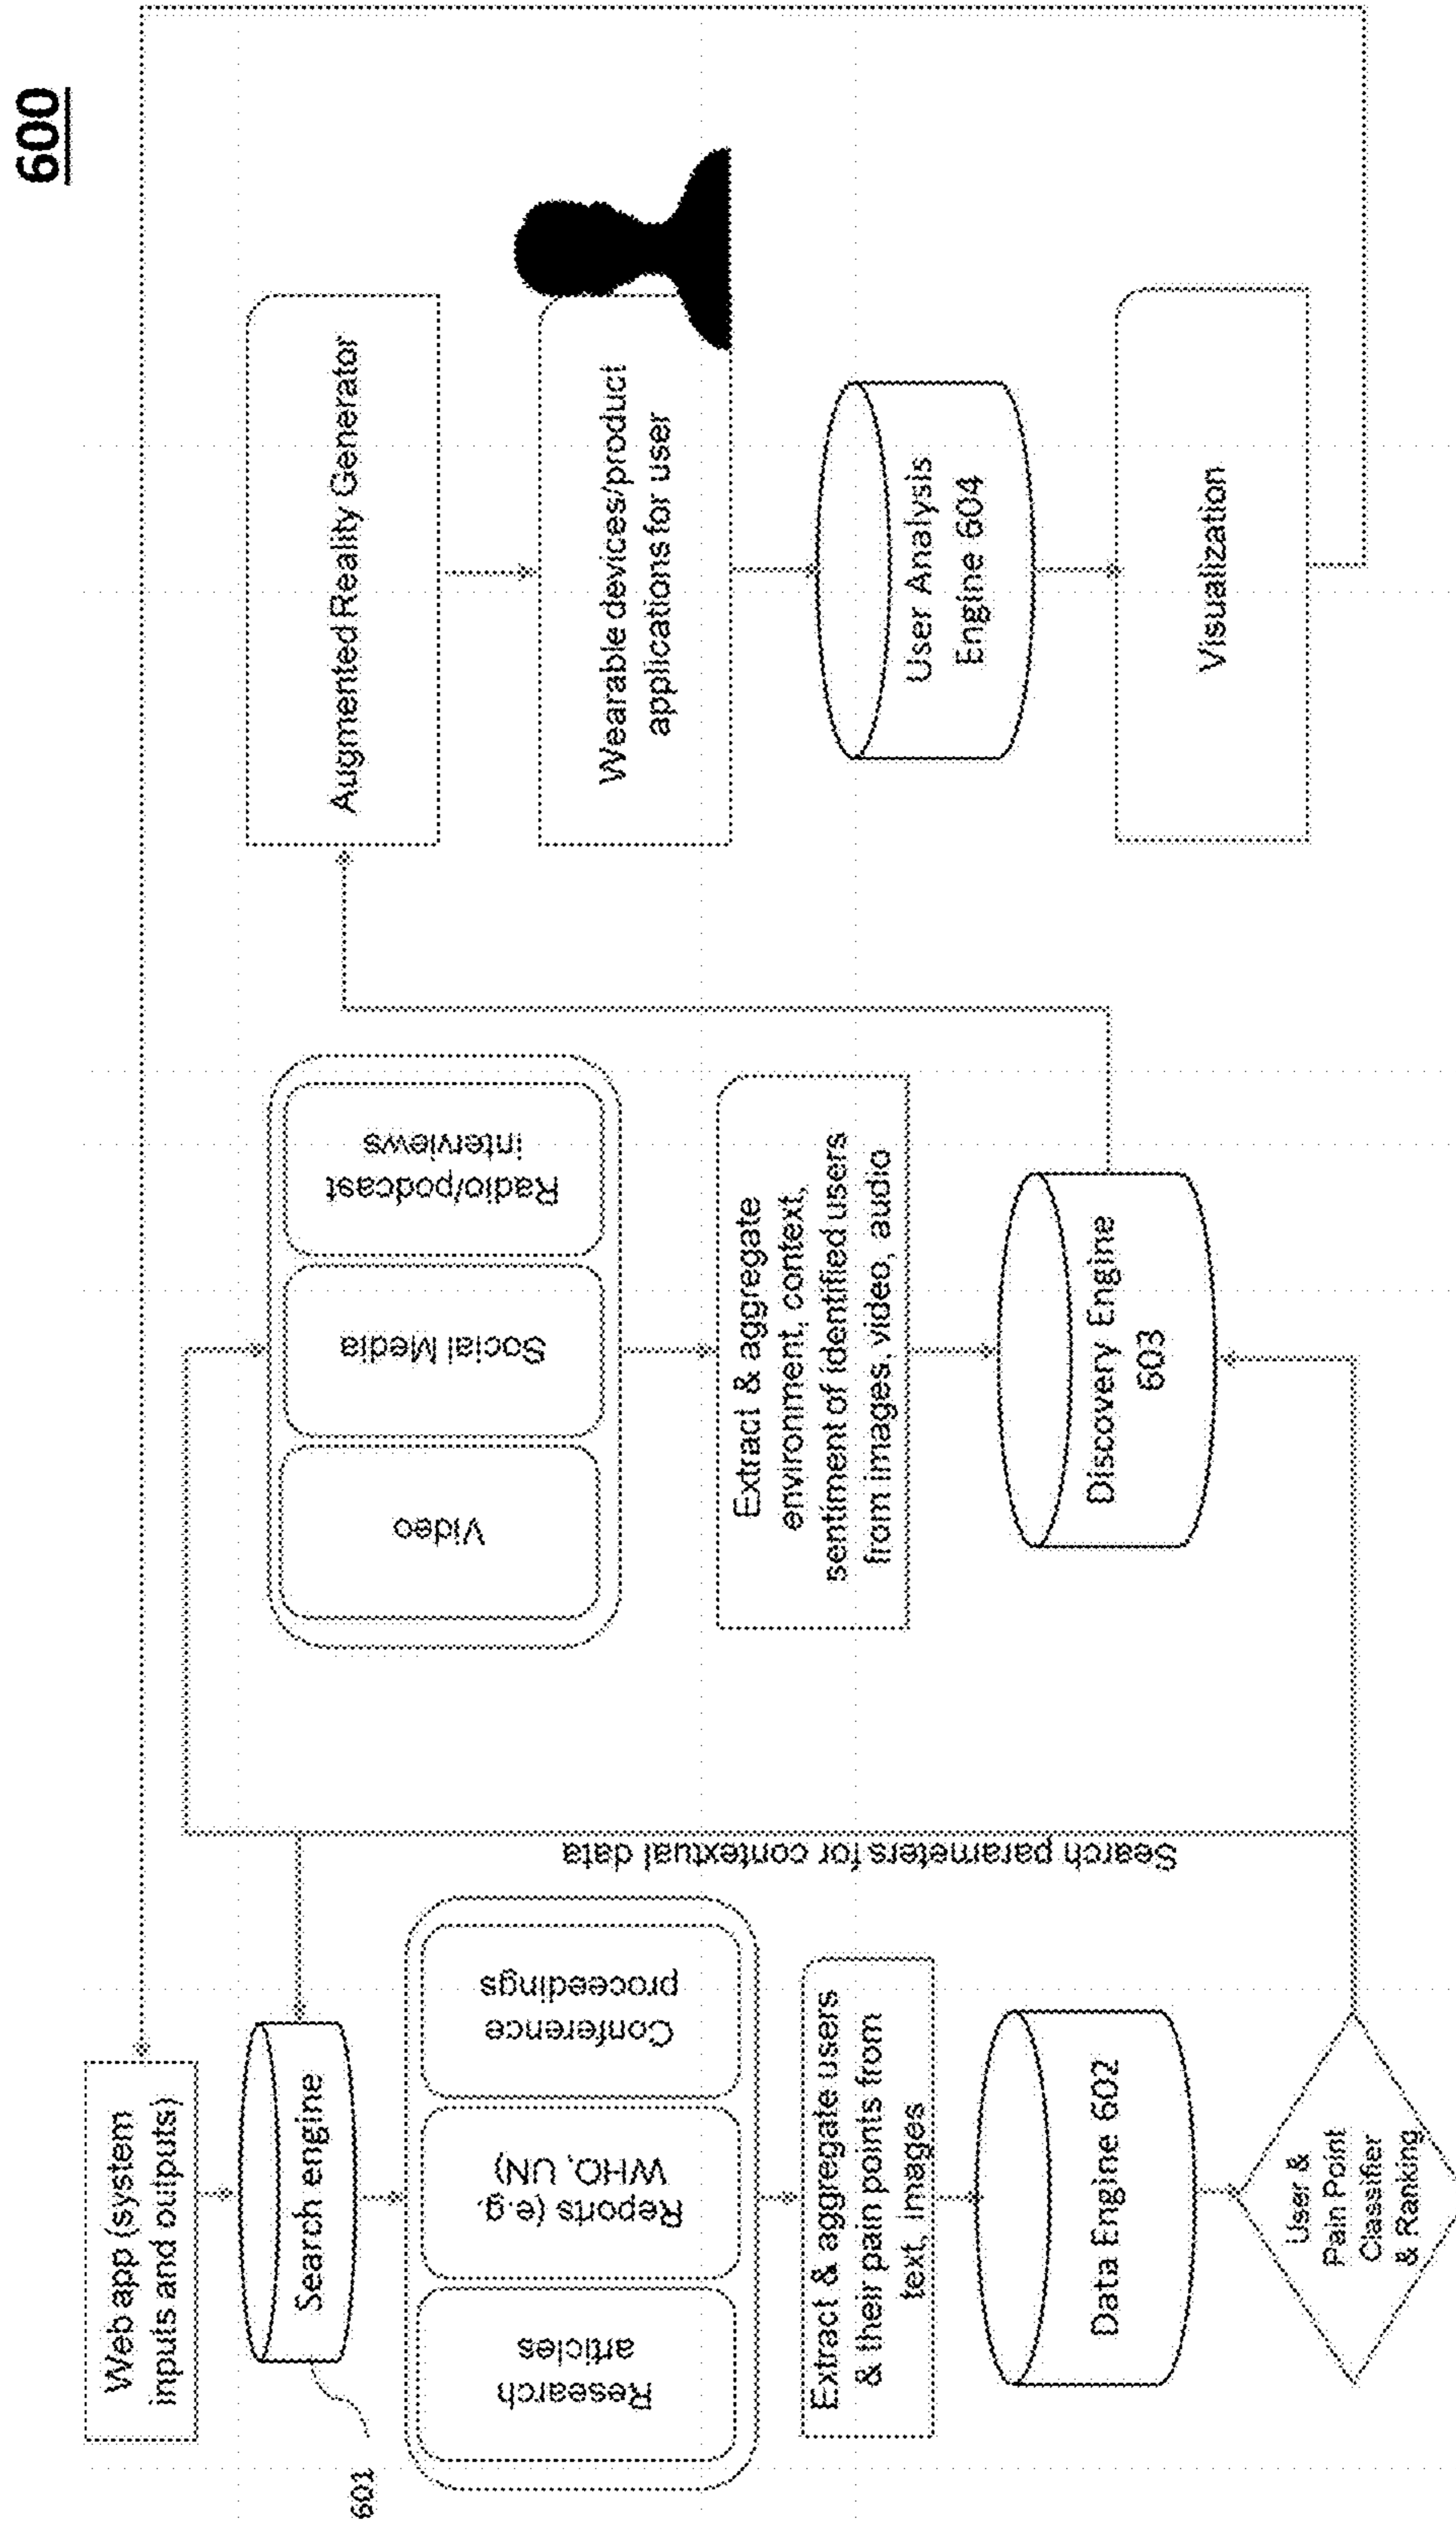 600
Web app (system
inputs and outputs)
Search engine
601
Research
articles
Reports (e.g.
WHO, UN)
Conference
proceedings
Extract & aggregate users
& their pain points from
text, images
Data Engine 602
User &
Pain Point
Classifier
& Ranking
Search parameters for contextual data
Video
Social Media
Radio/podcast
interviews
Extract & aggregate
environment, context,
sentiment of identified users
from images, video, audio
Discovery Engine
603
Augmented Reality Generator
Wearable devices/product
applications for user
User Analysis
Engine 604
Visualization